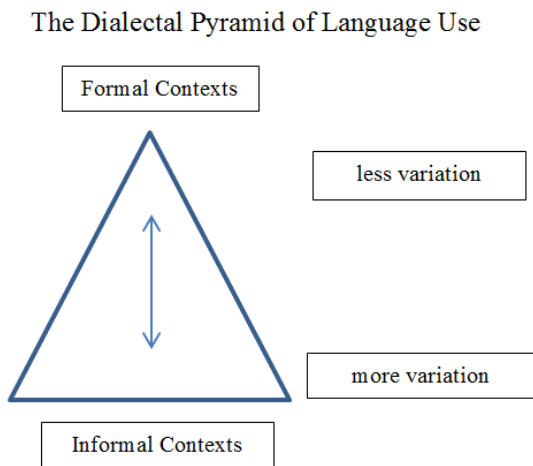 The Dialectal Pyramid of Language Use
Formal Contexts
less variation
more variation
Informal Contexts